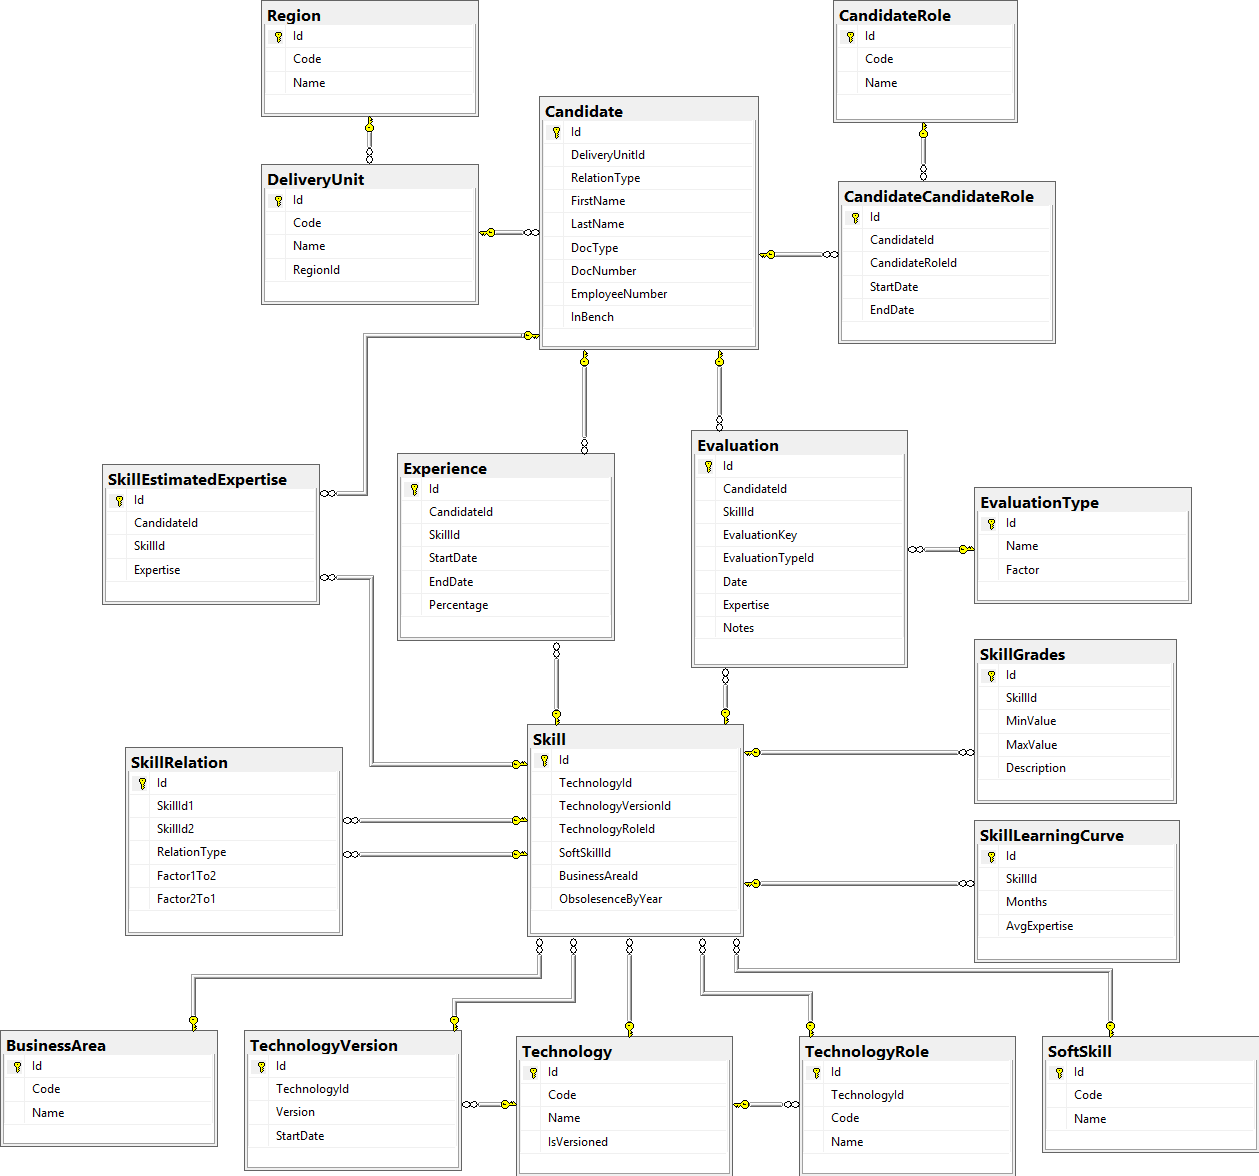 Region
Id
Code
Name
CandidateRole
Id
Code
Name
Candidate
Id
DeliveryUnitId
RelationType
FirstName
LastName
DocType
DocNumber
EmployeeNumber
InBench
DeliveryUnit
Id
Code
Name
RegionId
CandidateCandidateRole
Id
CandidateId
CandidateRoleId
StartDate
EndDate
SkillEstimatedExpertise
Id
CandidateId
SkillId
Expertise
Experience
Id
CandidateId
SkillId
StartDate
EndDate
Percentage
Evaluation
Id
CandidateId
SkillId
EvaluationKey
EvaluationTypeId
Date
Expertise
Notes
EvaluationType
Id
Name
Factor
SkillGrades
Id
SkillId
MinValue
MaxValue
Description
SkillRelation
Id
SkillId1
SkillId2
RelationType
Factor1To2
Factor2To1
Skill
Id
TechnologyId
TechnologyVersionId
TechnologyRoleId
SoftSkillId
BusinessAreaId
ObsolesenceByYear
SkillLearningCurve
Id
SkillId
Months
AvgExpertise
BusinessArea
Id
Code
Name
TechnologyVersion
Id
TechnologyId
Version
StartDate
Technology
Id
Code
Name
IsVersioned
TechnologyRole
Id
TechnologyId
Code
Name
SoftSkill
Id
Code
Name